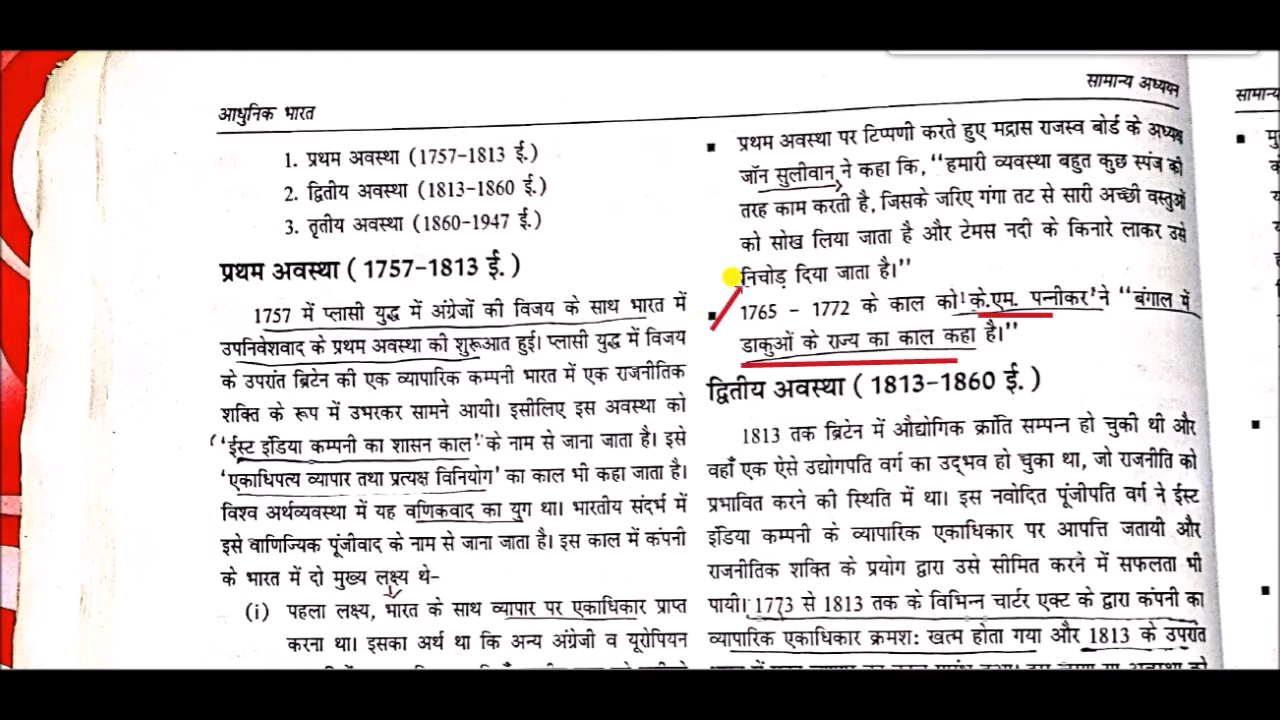 आधुनिक भारत
सामान्य अध्ययन
1. प्रथम अवस्था (1757-1813 ई.)
2. द्वितीय अवस्था (1813-1860 ई.)
3. तृतीय अवस्था (1860-1947 ई.)
प्रथम अवस्था ( 1757-1813 ई. )
1757 में प्लासी युद्ध में अंग्रेजों की विजय के साथ भारत में
उपनिवेशवाद के प्रथम अवस्था की शुरूआत हुई। प्लासी युद्ध में विजय
के उपरांत ब्रिटेन की एक व्यापारिक कम्पनी भारत में एक राजनीतिक
शक्ति के रूप में उभरकर सामने आयी। इसीलिए इस अवस्था को
'ईस्ट इंडिया कम्पनी का शासन काल' के नाम से जाना जाता है। इसे
'एकाधिपत्य व्यापार तथा प्रत्यक्ष विनियोग' का काल भी कहा जाता है।
विश्व अर्थव्यवस्था में यह वणिकवाद का युग था। भारतीय संदर्भ में
इसे वाणिज्यिक पूंजीवाद के नाम से जाना जाता है। इस काल में कंपनी
के भारत में दो मुख्य लक्ष्य थे-
(i) पहला लक्ष्य, भारत के साथ व्यापार पर एकाधिकार प्राप्त
करना था। इसका अर्थ था कि अन्य अंग्रेजी व यूरोपियन
▪ प्रथम अवस्था पर टिप्पणी करते हुए मद्रास राजस्व बोर्ड के अध्यक्ष
जॉन सुलीवान ने कहा कि, "हमारी व्यवस्था बहुत कुछ स्पंज की
तरह काम करती है, जिसके जरिए गंगा तट से सारी अच्छी वस्तुओं
को सोख लिया जाता है और टेमस नदी के किनारे लाकर उसे
निचोड़ दिया जाता है।"
▪ 1765 - 1772 के काल को 'के.एम. पन्नीकर' ने "बंगाल में
डाकुओं के राज्य का काल कहा है।"
द्वितीय अवस्था ( 1813-1860 ई. )
1813 तक ब्रिटेन में औद्योगिक क्रांति सम्पन्न हो चुकी थी और
वहाँ एक ऐसे उद्योगपति वर्ग का उद्भव हो चुका था, जो राजनीति को
प्रभावित करने की स्थिति में था। इस नवोदित पूंजीपति वर्ग ने ईस्ट
इंडिया कम्पनी के व्यापारिक एकाधिकार पर आपत्ति जतायी और
राजनीतिक शक्ति के प्रयोग द्वारा उसे सीमित करने में सफलता भी
पायी। 1773 से 1813 तक के विभिन्न चार्टर एक्ट के द्वारा कंपनी का
व्यापारिक एकाधिकार क्रमश: खत्म होता गया और 1813 के उपरांत